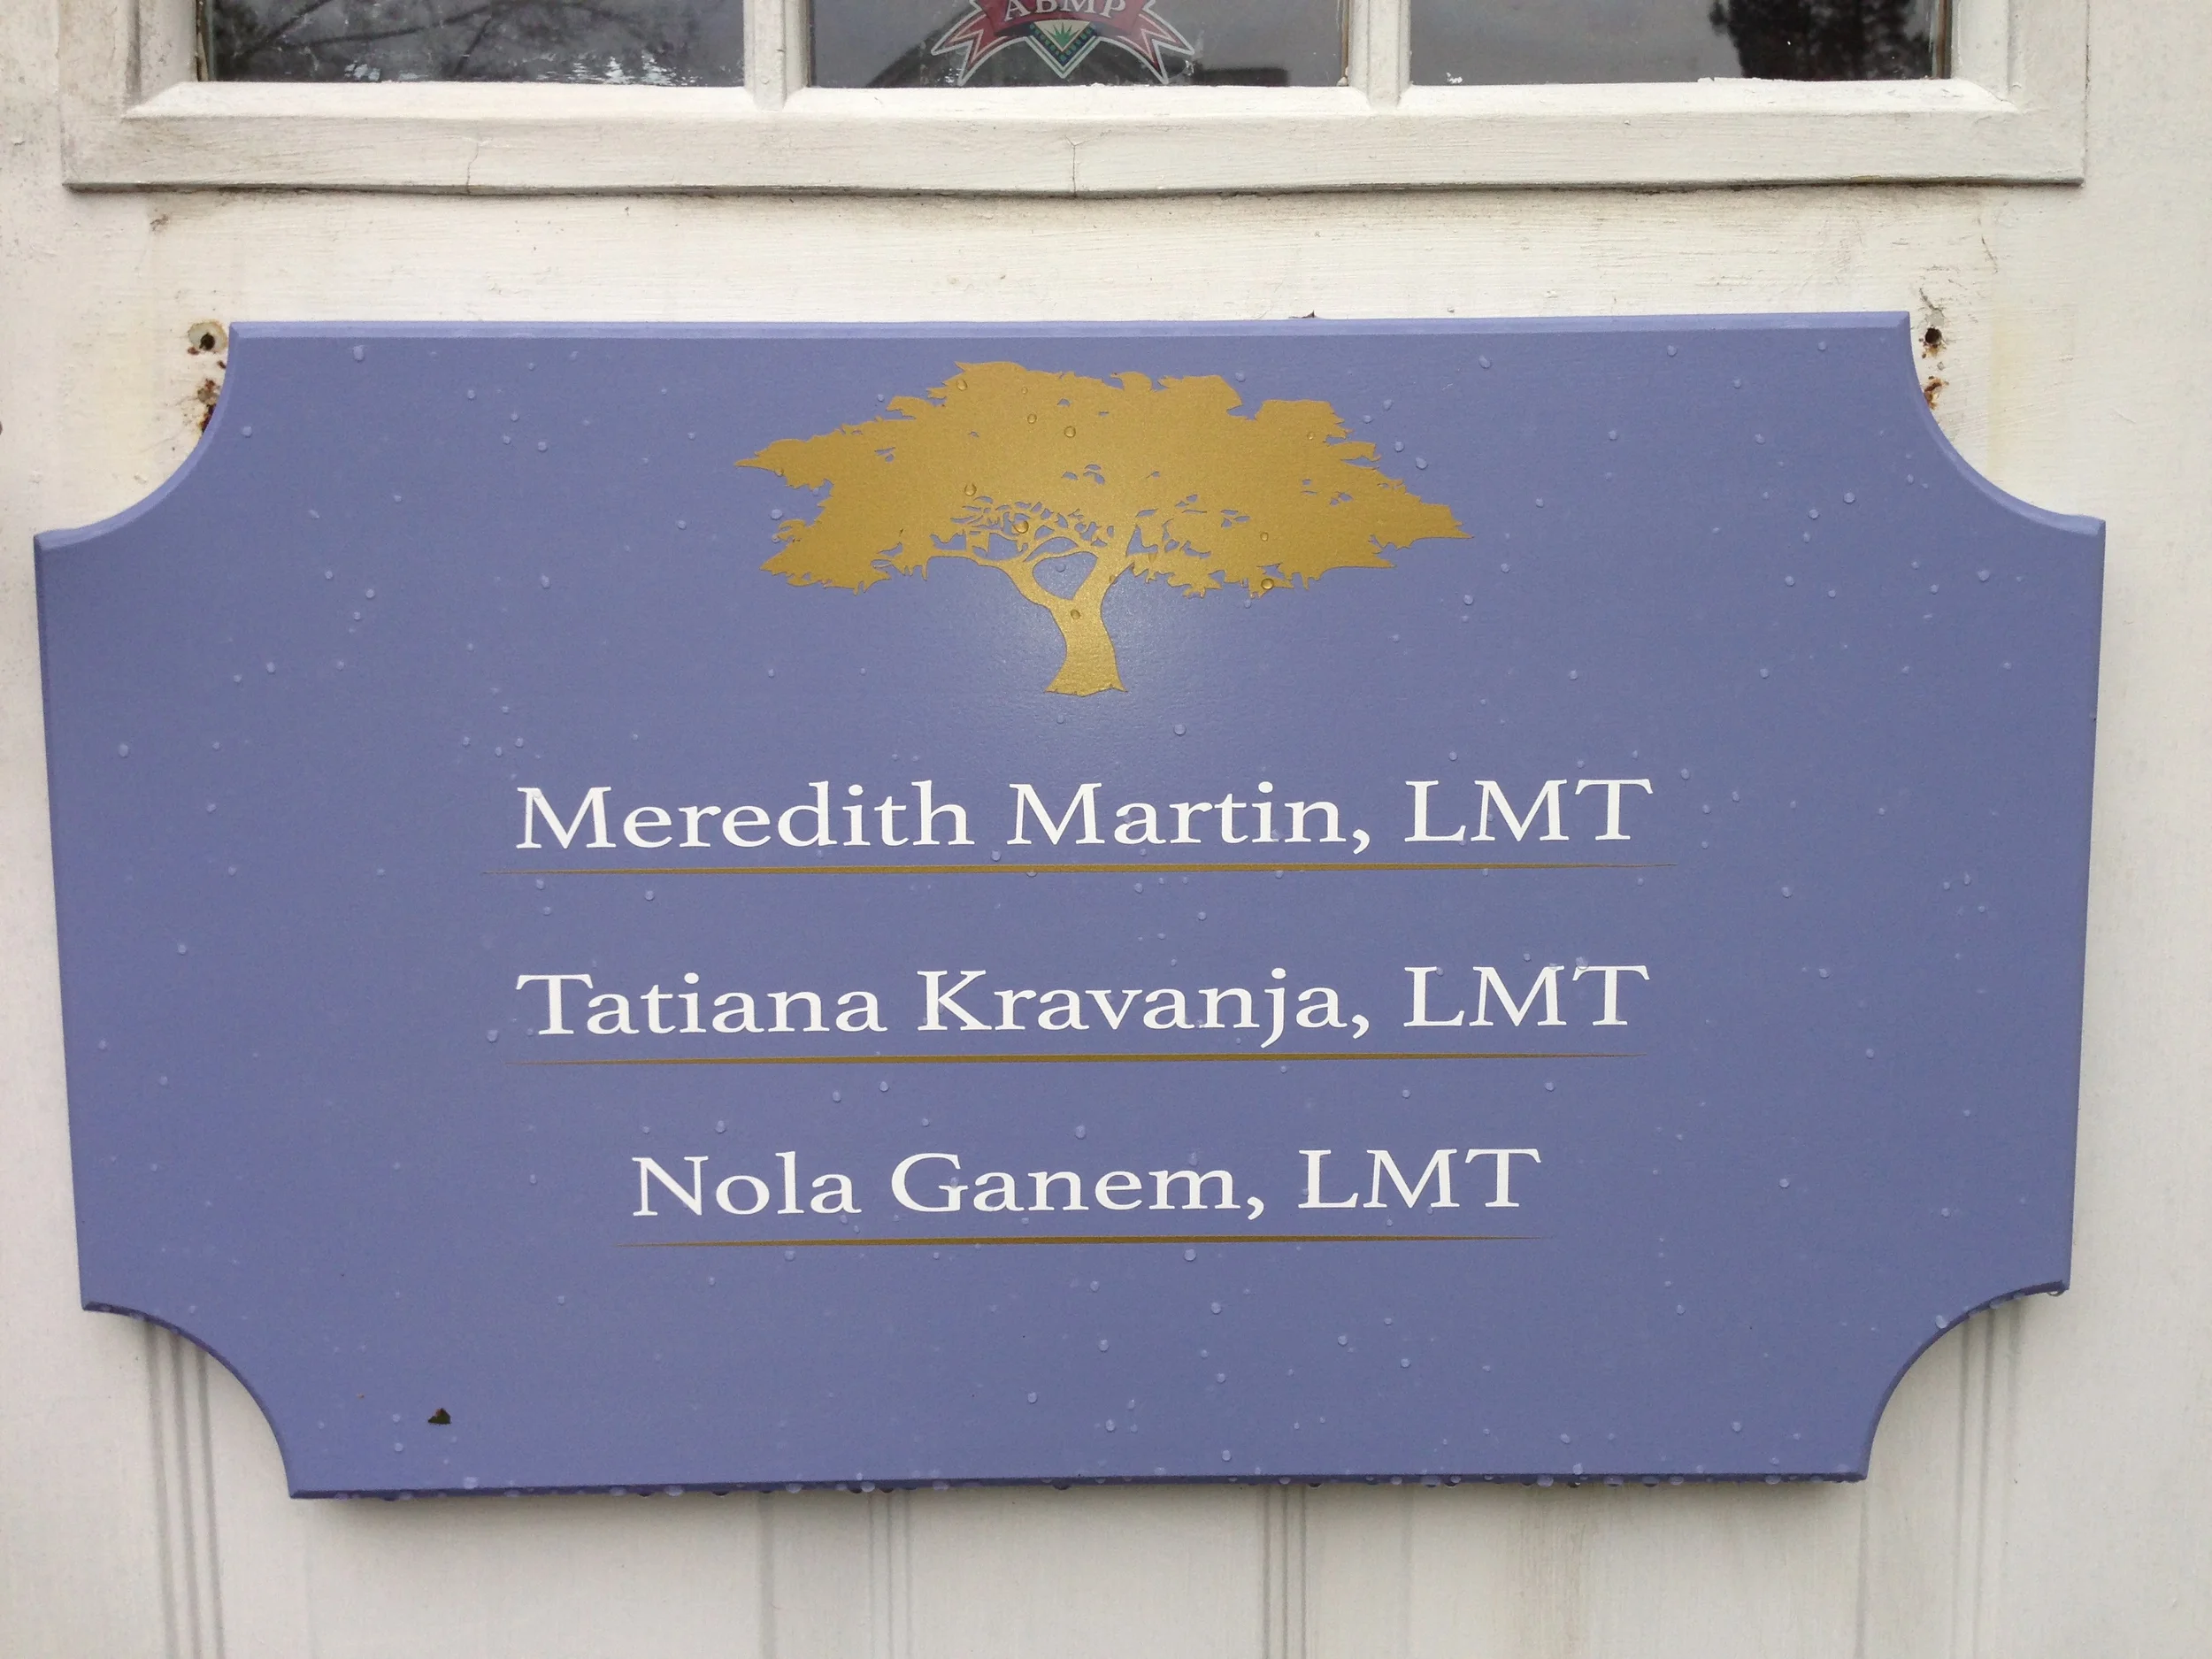 ABMP
Meredith Martin, LMT
Tatiana Kravanja, LMT
Nola Ganem, LMT